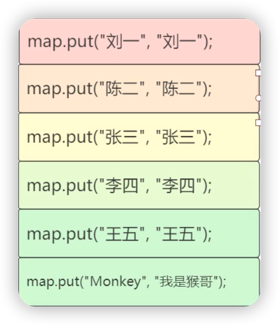 map.put("刘一", "刘一");
map.put("陈二", "陈二");
map.put("张三", "张三");
map.put("李四", "李四");
map.put("王五", "王五");
map.put("Monkey", "我是猴哥");